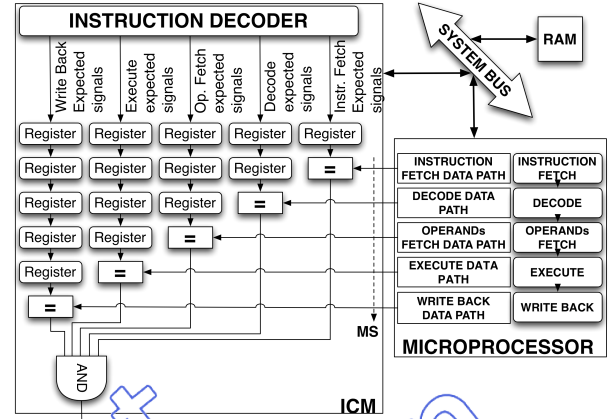 INSTRUCTION DECODER
Write Back
Expected
signals
Execute
expected
signals
Op. Fetch
expected
signals
Decode
expected
signals
Instr. Fetch
Expected
signals
Register Register Register Register Register
Register Register Register Register =
Register Register Register =
Register Register =
Register =
=
AND
MS
ICM
SYSTEM BUS
RAM
INSTRUCTION
FETCH DATA PATH
INSTRUCTION
FETCH
DECODE DATA
PATH
DECODE
OPERANDs
FETCH DATA PATH
OPERANDs
FETCH
EXECUTE DATA
PATH
EXECUTE
WRITE BACK
DATA PATH
WRITE BACK
MICROPROCESSOR